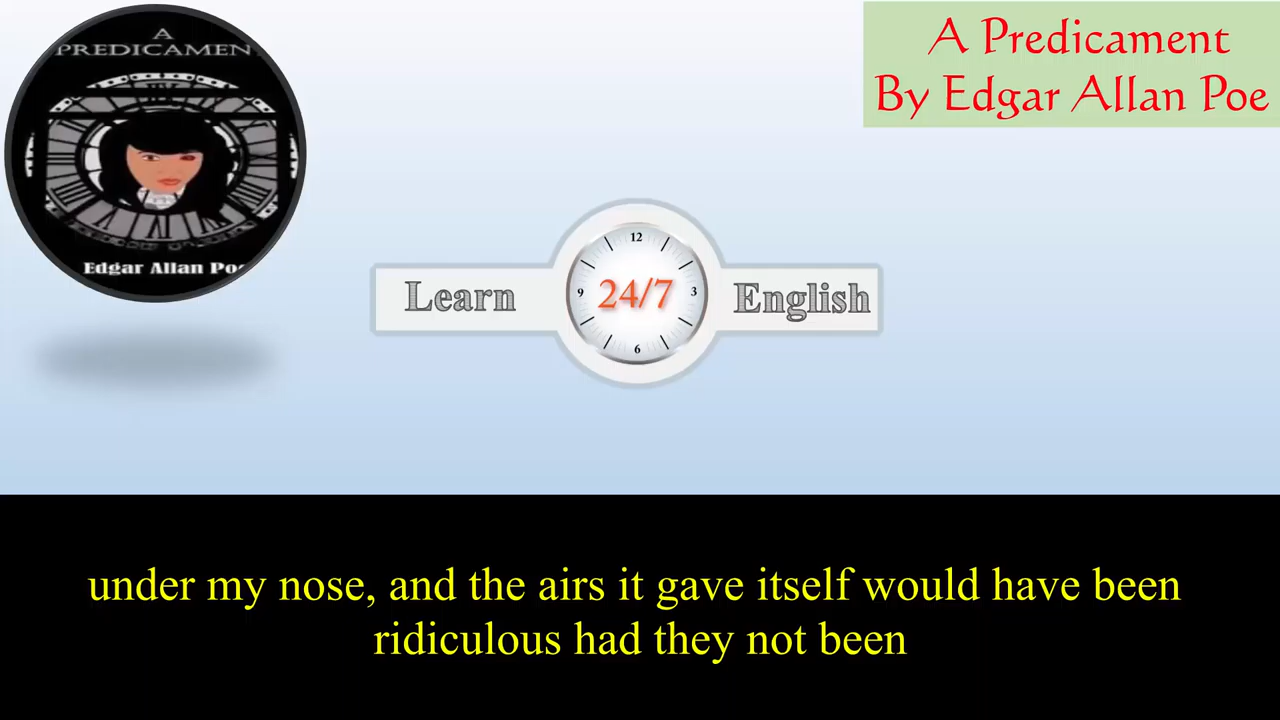 A
PREDICAMEN
Edgar Allan Poe
A Predicament
By Edgar Allan Poe
Learn 24/7 English
12
9 3
6
under my nose, and the airs it gave itself would have been
ridiculous had they not been